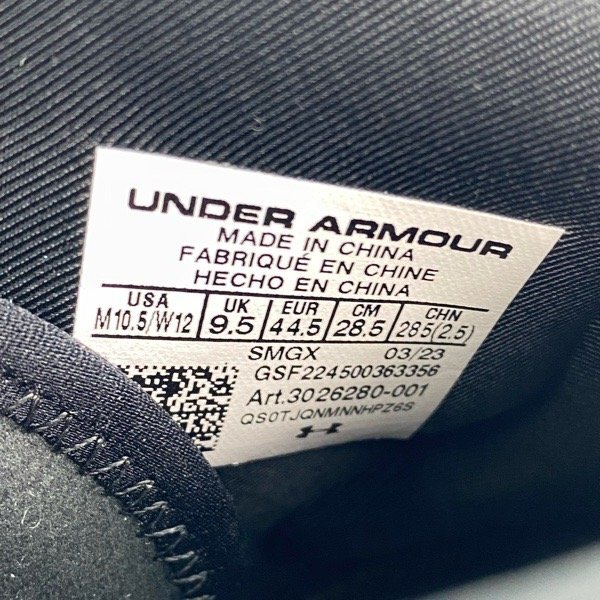 UNDER ARMOUR
MADE IN CHINA
FABRIQUÉ EN CHINE
HECHO EN CHINA
USA UK EUR CM CHN
M10.5/W12 9.5 44.5 28.5 285(2.5)
SMGX 03/23
GSF224500363356
Art.3026280-001
QS0TJQNMNNHPZ6S